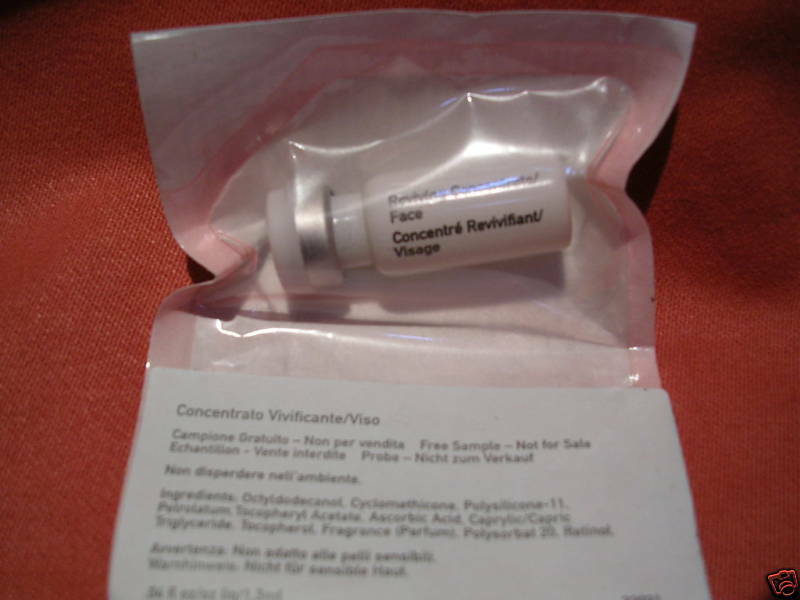 Reviving Concentrate/
Face
Concentré Revivifiant/
Visage
Concentrato Vivificante/Viso
Campione Gratuito – Non per vendita Free Sample – Not for Sale
Echantillon - Vente interdite Probe – Nicht zum Verkauf
Non disperdere nell'ambiente.
Ingredients: Octyldodecanol, Cyclomethicone, Polysilicone-11,
Petrolatum, Tocopheryl Acetate, Ascorbic Acid, Caprylic/Capric
Triglyceride, Tocopherol, Fragrance (Parfum), Polysorbat 20, Retinol.
Avvertenza: Non adatto alle pelli sensibili.
Warnhinweis: Nicht für sensible Haut.